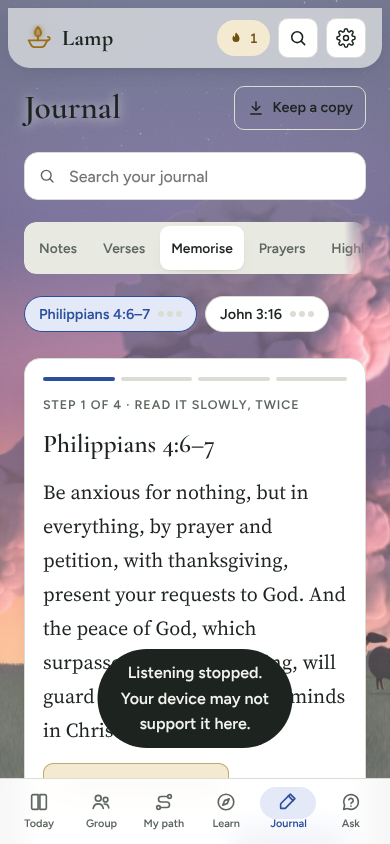 Lamp
1
Journal
Keep a copy
Search your journal
Notes Verses Memorise Prayers
Philippians 4:6–7 John 3:16
STEP 1 OF 4 · READ IT SLOWLY, TWICE
Philippians 4:6–7
Be anxious for nothing, but in
everything, by prayer and
petition, with thanksgiving,
present your requests to God. And
the peace of God, which
will
guard minds
in
Listening stopped.
Your device may not
support it here.
Today Group My path Learn Journal Ask